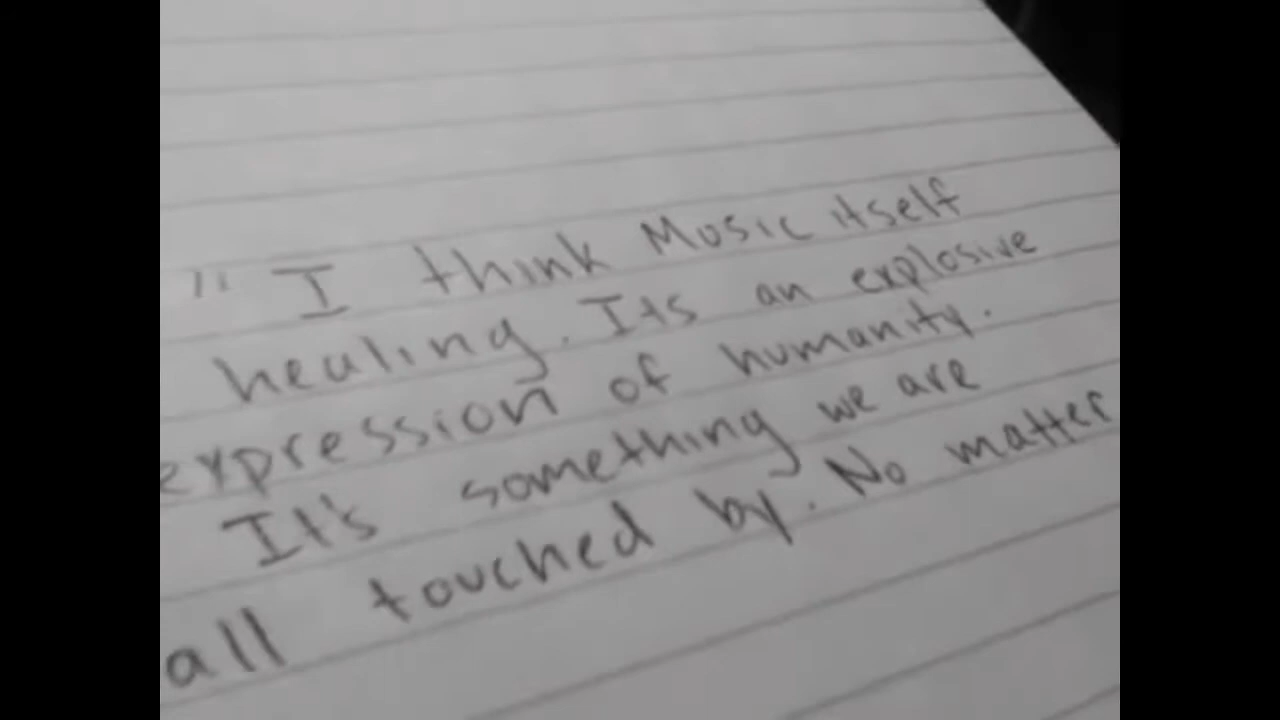 " I think Music itself
healing. Its an explosive
expression of humanity.
It's something we are
all touched by. No matter